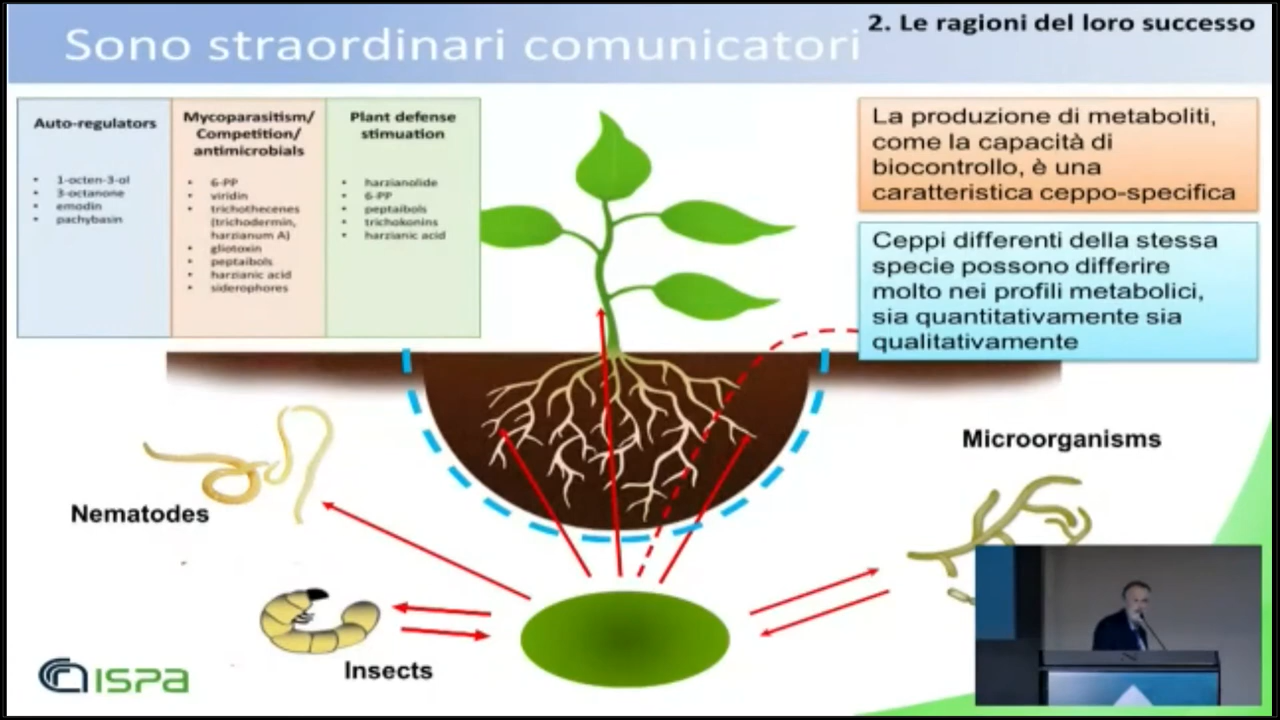 Sono straordinari comunicatori
2. Le ragioni del loro successo
Auto-regulators
• 1-octen-3-ol
• 3-octanone
• emodin
• pachybasin
Mycoparasitism/
Competition/
antimicrobials
• 6-PP
• viridin
• trichothecenes
(trichodermin,
harzianum A)
• gliotoxin
• peptaibols
• harzianic acid
• siderophores
Plant defense
stimuation
• harzianolide
• 6-PP
• peptaibols
• trichokonins
• harzianic acid
La produzione di metaboliti,
come la capacità di
biocontrollo, è una
caratteristica ceppo-specifica
Ceppi differenti della stessa
specie possono differire
molto nei profili metabolici,
sia quantitativamente sia
qualitativamente
Microorganisms
Nematodes
Insects
ISPA